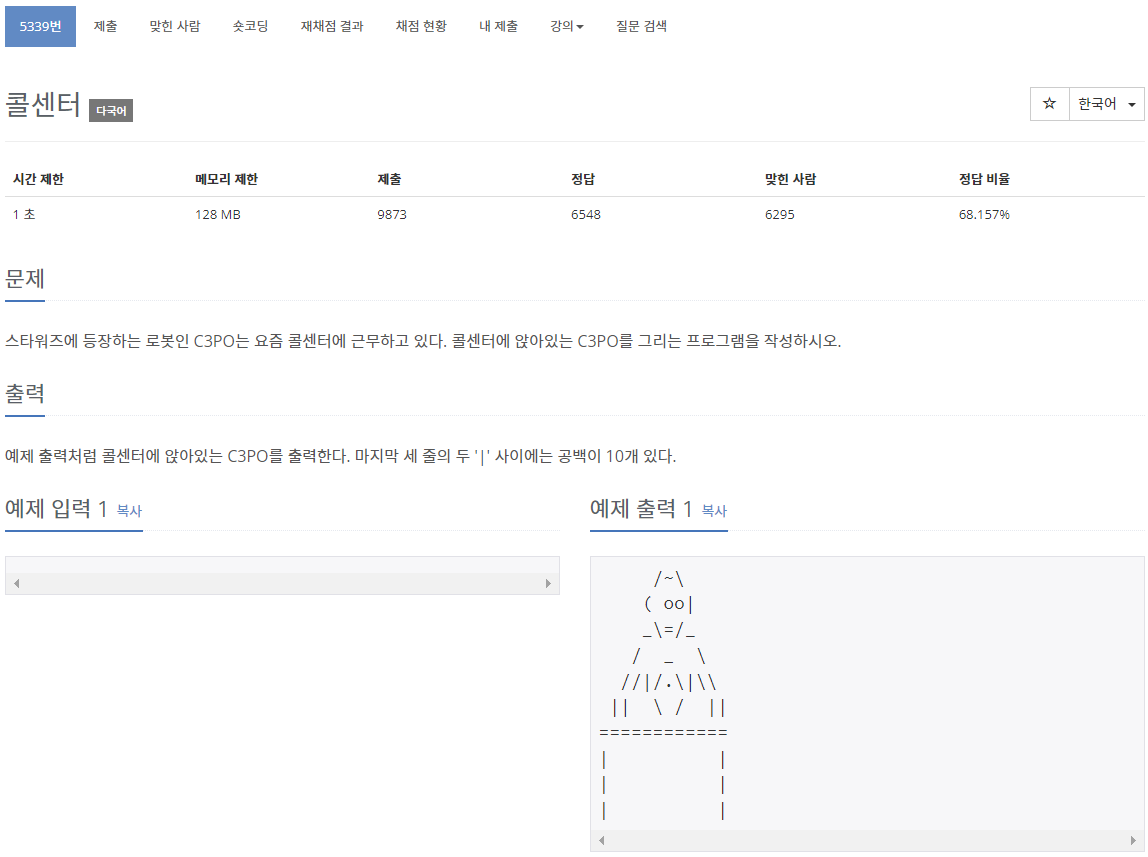 5339번 제출 맞힌 사람 숏코딩 재채점 결과 채점 현황 내 제출 강의 질문 검색
콜센터 다국어 ☆ 한국어
시간 제한 메모리 제한 제출 정답 맞힌 사람 정답 비율
1 초 128 MB 9873 6548 6295 68.157%
문제
스타워즈에 등장하는 로봇인 C3PO는 요즘 콜센터에 근무하고 있다. 콜센터에 앉아있는 C3PO를 그리는 프로그램을 작성하시오.
출력
예제 출력처럼 콜센터에 앉아있는 C3PO를 출력한다. 마지막 세 줄의 두 '|' 사이에는 공백이 10개 있다.
예제 입력 1 복사
예제 출력 1 복사
     /~\
    ( oo|
    _\=/_
   /  _  \
  //|/.\|\\
 ||  \ /  ||
============
|          |
|          |
|          |